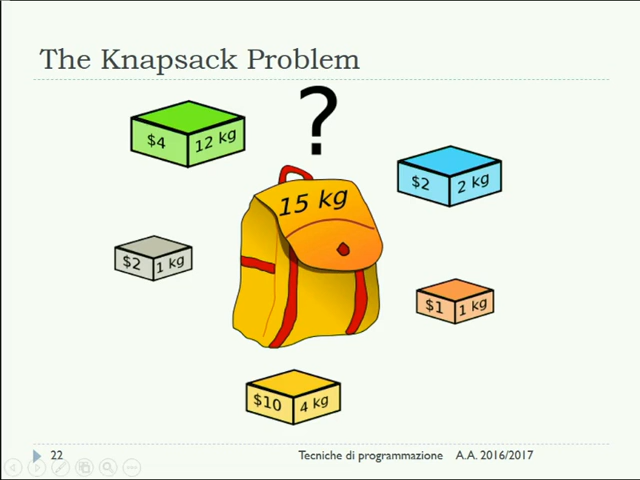 The Knapsack Problem
?
$4 12 kg
$2 2 kg
15 kg
$2 1 kg
$1 1 kg
$10 4 kg
22
Tecniche di programmazione A.A. 2016/2017